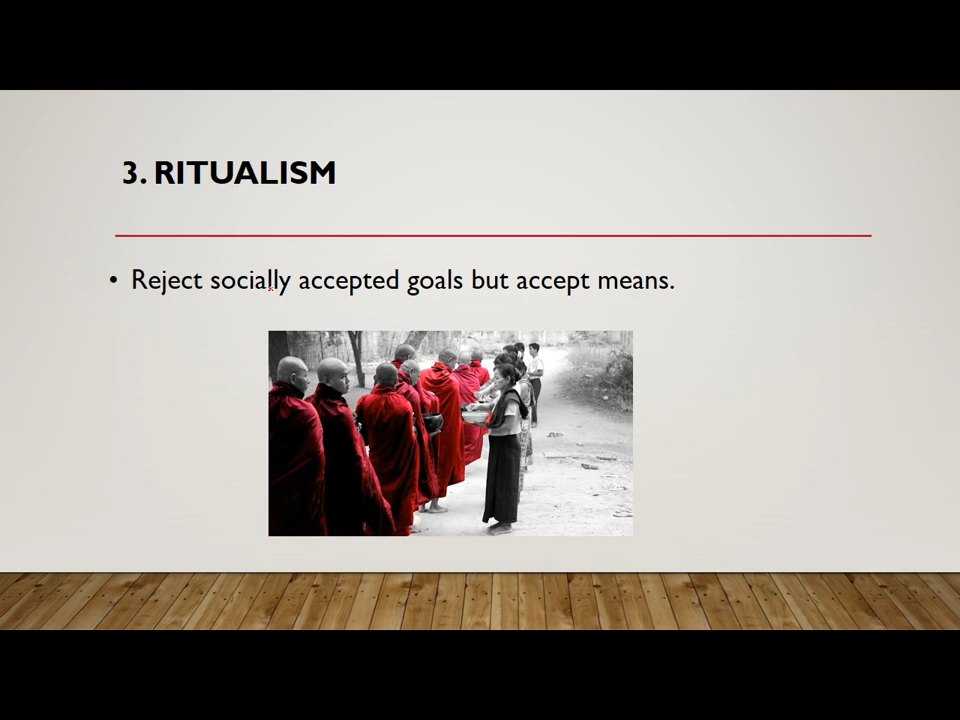 3. RITUALISM
• Reject socially accepted goals but accept means.